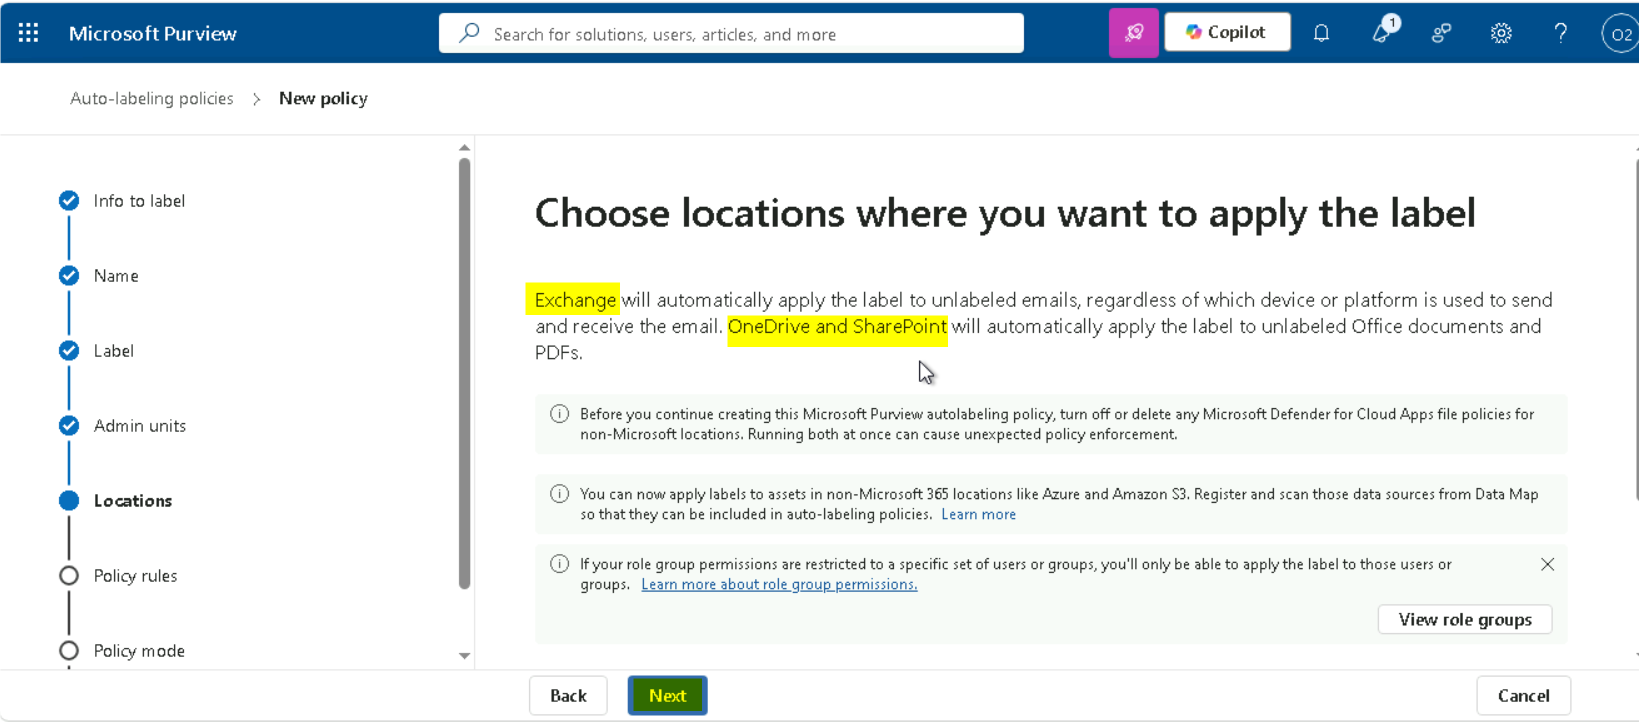 Microsoft Purview
Search for solutions, users, articles, and more
Copilot
1
?
O2
Auto-labeling policies > New policy
Info to label
Name
Label
Admin units
Locations
Policy rules
Policy mode
Choose locations where you want to apply the label
Exchange will automatically apply the label to unlabeled emails, regardless of which device or platform is used to send
and receive the email. OneDrive and SharePoint will automatically apply the label to unlabeled Office documents and
PDFs.
Before you continue creating this Microsoft Purview autolabeling policy, turn off or delete any Microsoft Defender for Cloud Apps file policies for
non-Microsoft locations. Running both at once can cause unexpected policy enforcement.
You can now apply labels to assets in non-Microsoft 365 locations like Azure and Amazon S3. Register and scan those data sources from Data Map
so that they can be included in auto-labeling policies. Learn more
If your role group permissions are restricted to a specific set of users or groups, you'll only be able to apply the label to those users or
groups. Learn more about role group permissions.
View role groups
Back
Next
Cancel